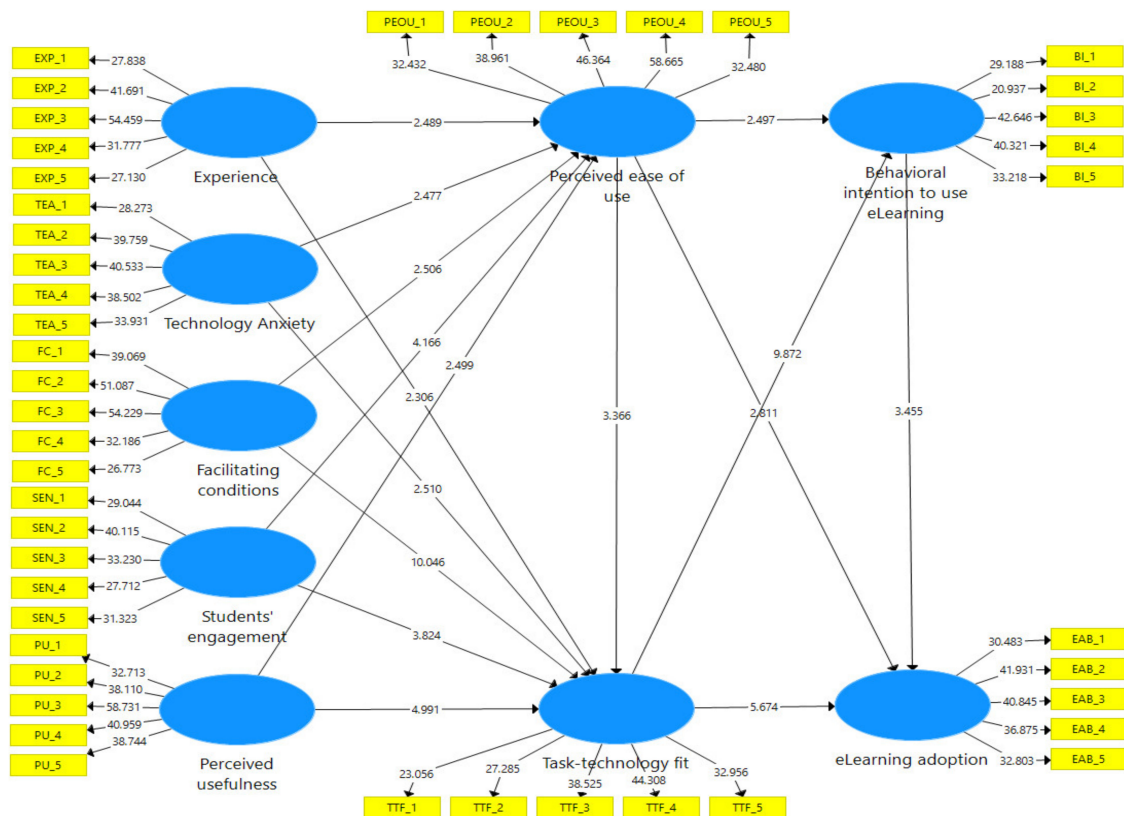 PEOU_1
PEOU_2
PEOU_3
PEOU_4
PEOU_5
32.432
38.961
46.364
58.665
32.480
EXP_1
EXP_2
EXP_3
EXP_4
EXP_5
27.838
41.691
54.459
31.777
27.130
Experience
TEA_1
TEA_2
TEA_3
TEA_4
TEA_5
28.273
39.759
40.533
38.502
33.931
Technology Anxiety
FC_1
FC_2
FC_3
FC_4
FC_5
39.069
51.087
54.229
32.186
26.773
Facilitating
conditions
SEN_1
SEN_2
SEN_3
SEN_4
SEN_5
29.044
40.115
33.230
27.712
31.323
Students'
engagement
PU_1
PU_2
PU_3
PU_4
PU_5
32.713
38.110
58.731
40.959
38.744
Perceived
usefulness
2.489
2.477
2.506
4.166
2.499
2.306
2.510
10.046
3.824
4.991
Perceived ease of
use
2.497
3.366
9.872
2.811
3.455
5.674
Behavioral
intention to use
eLearning
29.188
20.937
42.646
40.321
33.218
BI_1
BI_2
BI_3
BI_4
BI_5
Task-technology fit
23.056
27.285
38.525
44.308
32.956
TTF_1
TTF_2
TTF_3
TTF_4
TTF_5
eLearning adoption
30.483
41.931
40.845
36.875
32.803
EAB_1
EAB_2
EAB_3
EAB_4
EAB_5